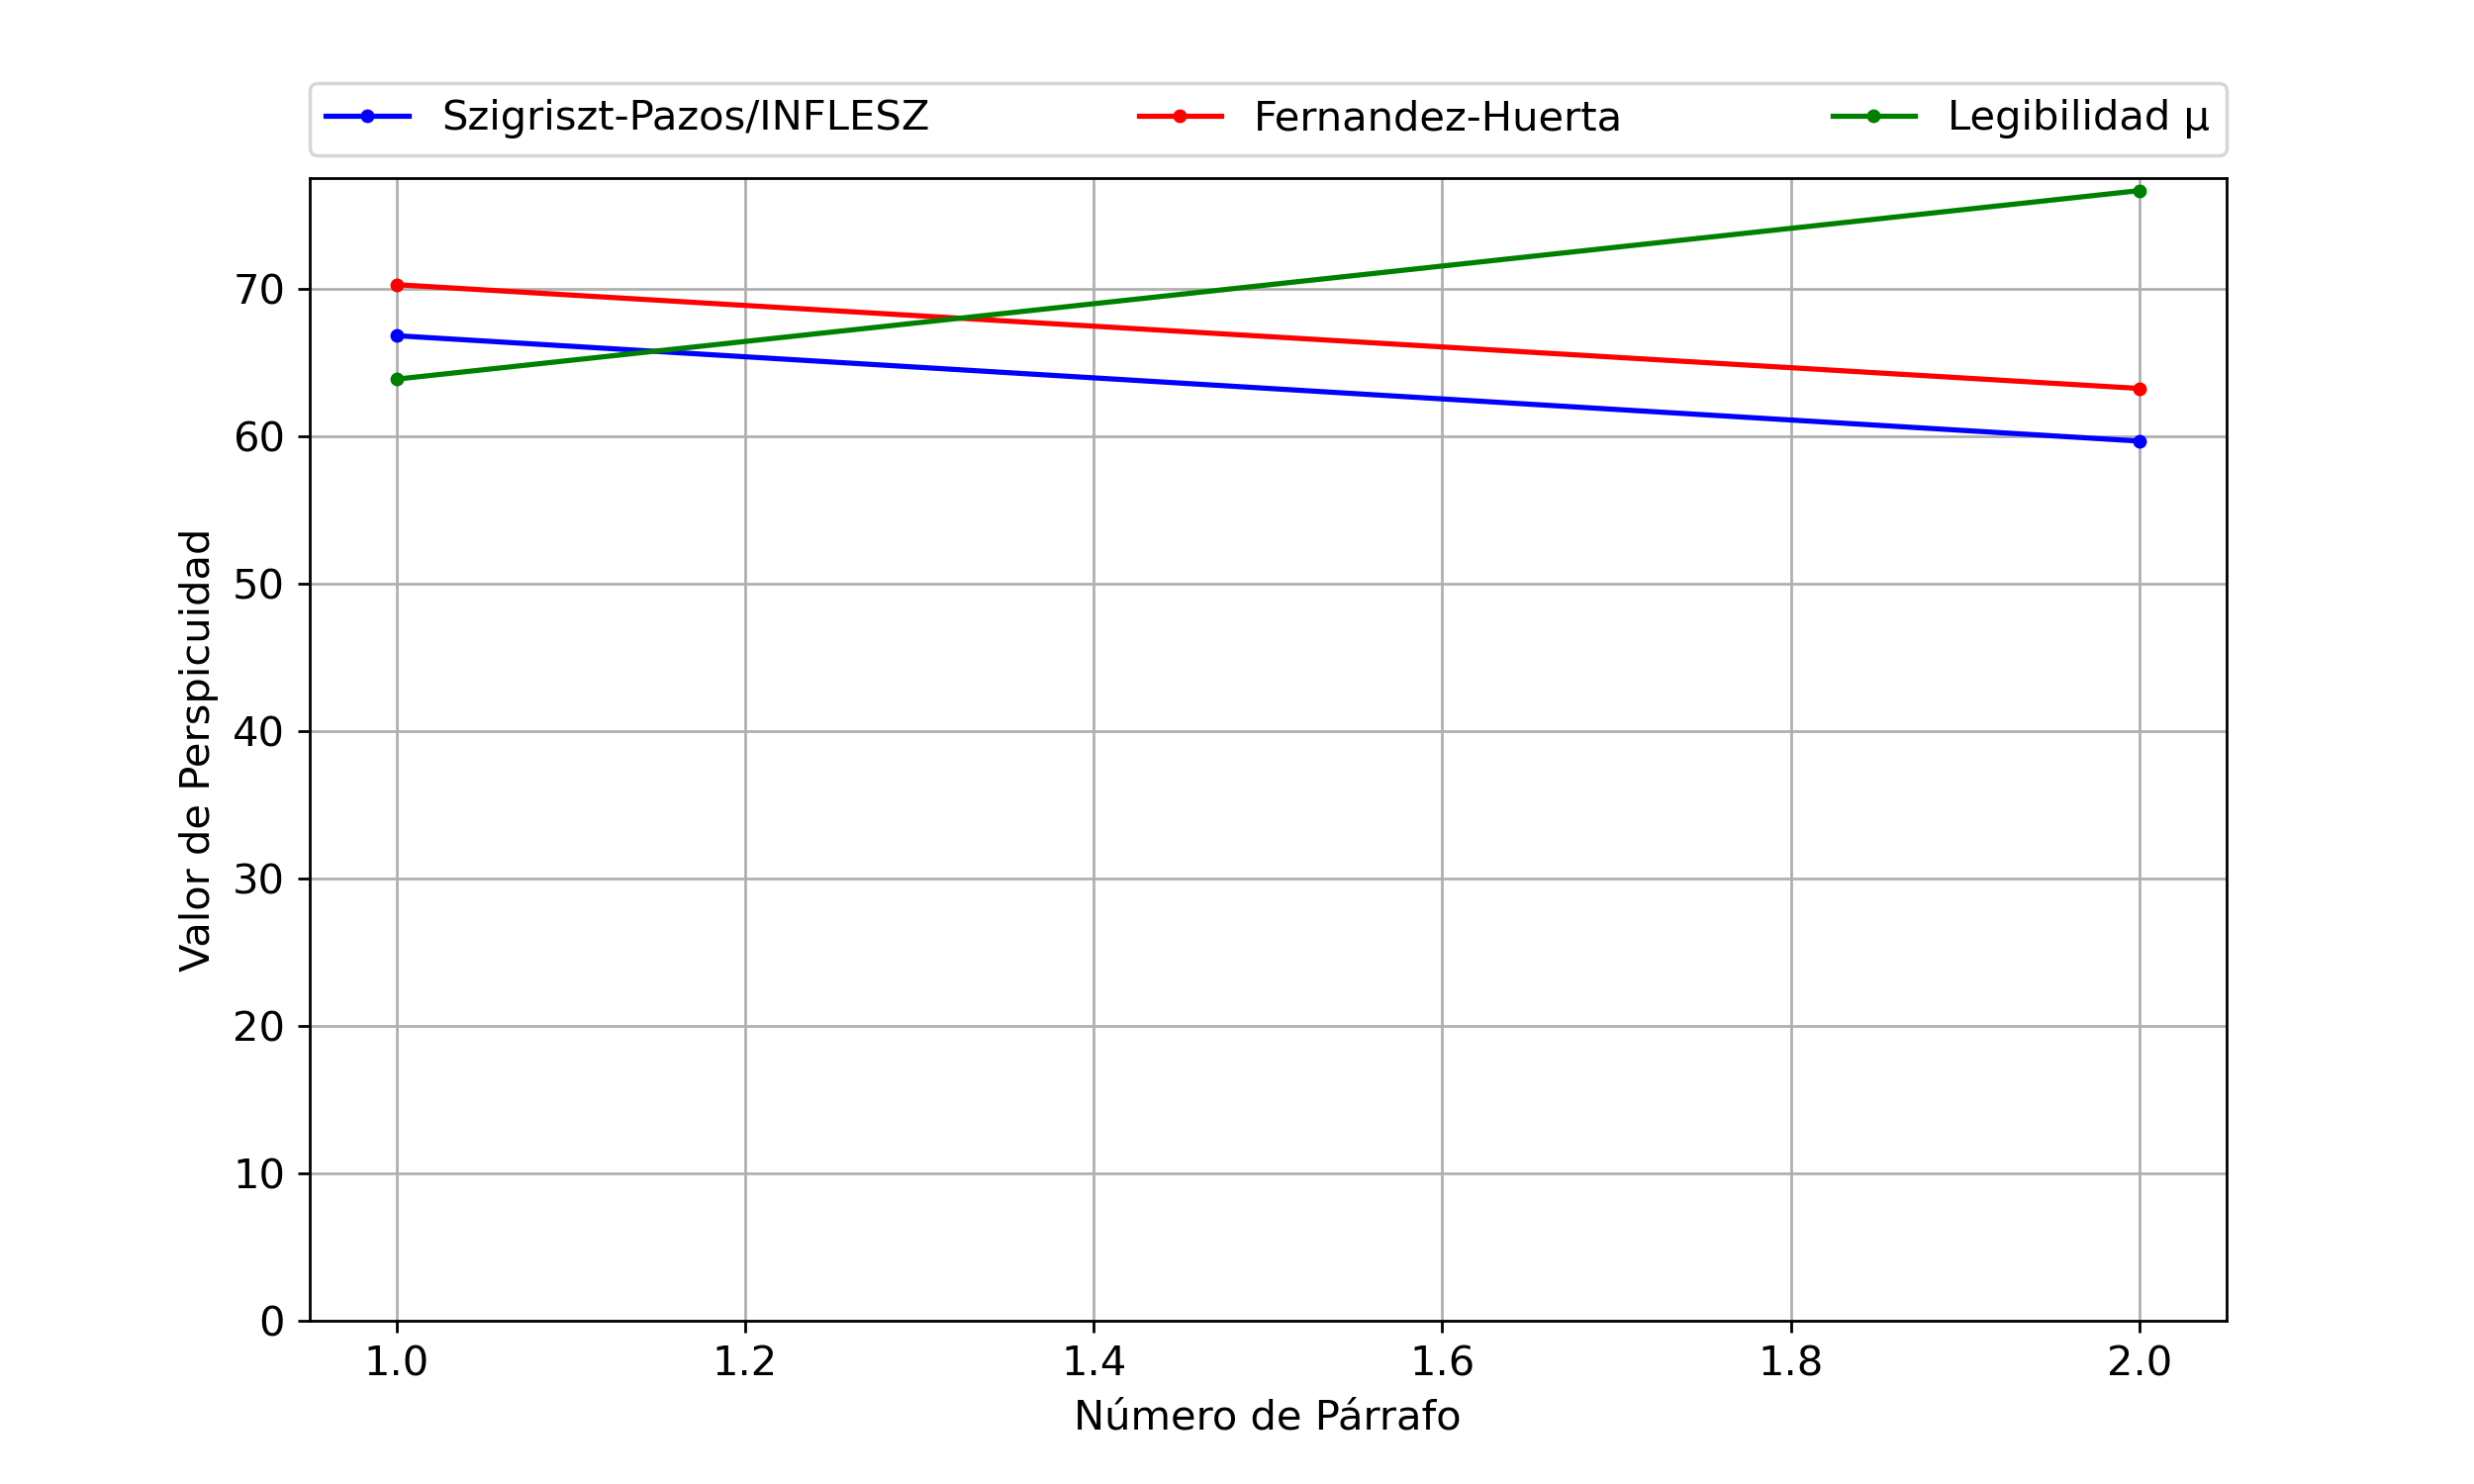 Szigriszt-Pazos/INFLESZ Fernandez-Huerta Legibilidad µ
70
60
50
40
30
20
10
0
Valor de Perspicuidad
1.0 1.2 1.4 1.6 1.8 2.0
Número de Párrafo